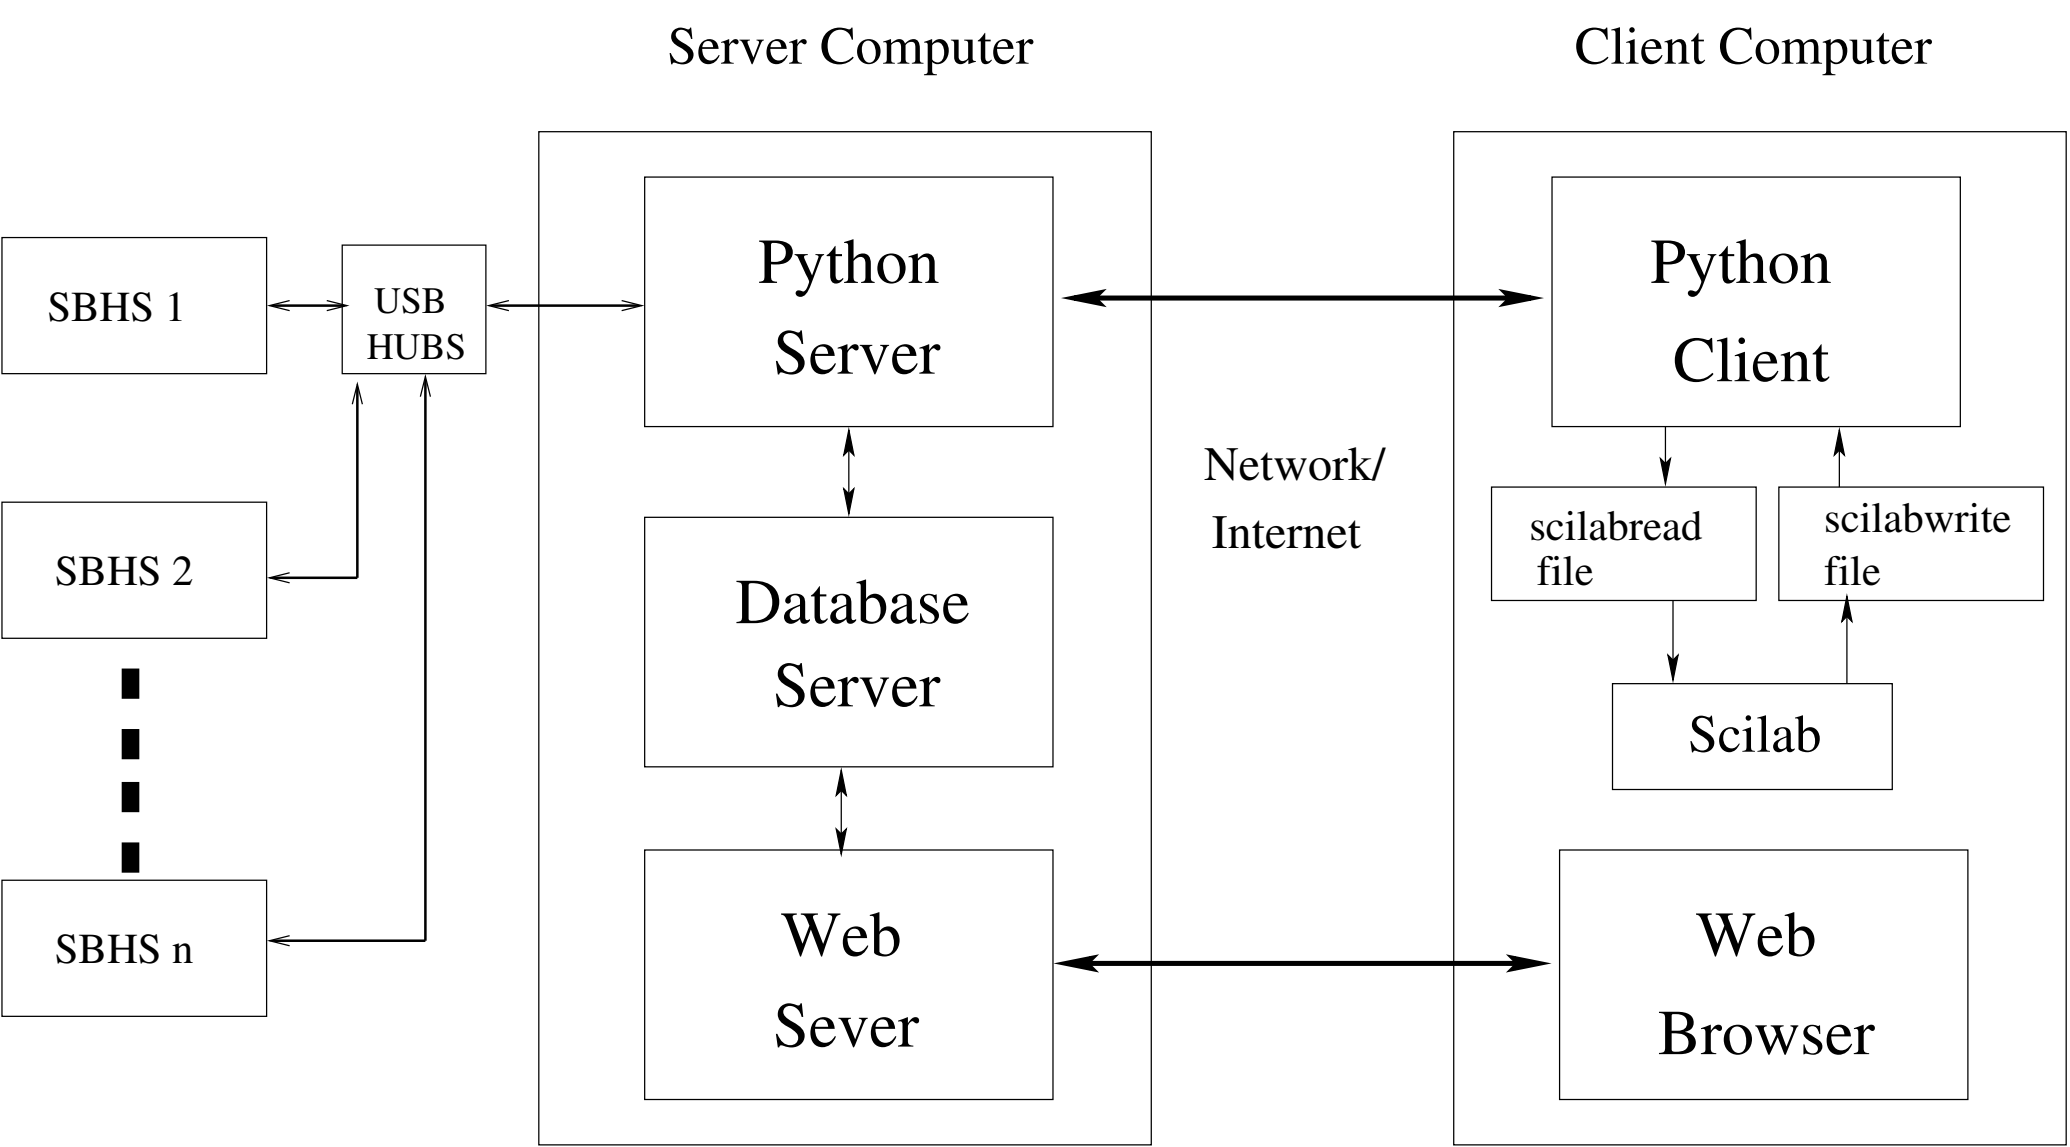 Server Computer
Client Computer
SBHS 1
USB
HUBS
SBHS 2
SBHS n
Python
Server
Database
Server
Web
Sever
Network/
Internet
Python
Client
scilabread
file
scilabwrite
file
Scilab
Web
Browser